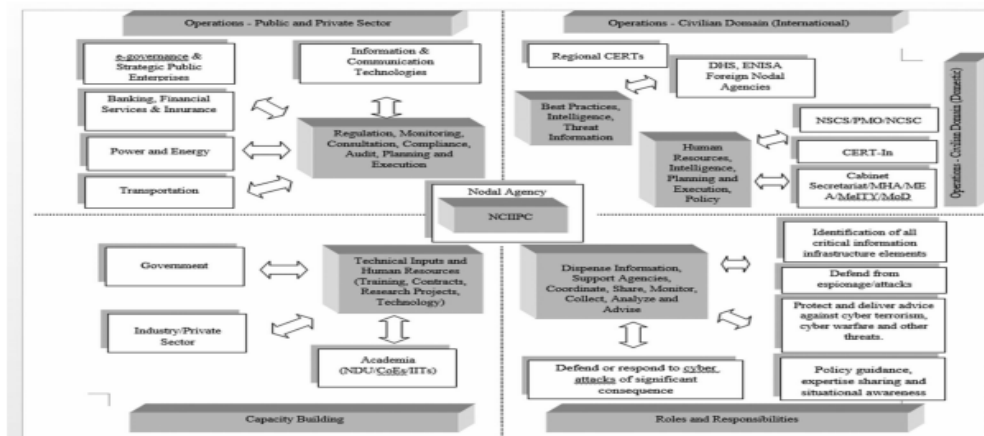 Operations - Public and Private Sector
e-governance &
Strategic Public
Enterprises
Information &
Communication
Technologies
Banking, Financial
Services & Insurance
Power and Energy
Transportation
Regulation, Monitoring,
Consultation, Compliance,
Audit, Planning and
Execution
Operations - Civilian Domain (International)
Regional CERTs
DHS, ENISA
Foreign Nodal
Agencies
Best Practices,
Intelligence,
Threat
Information
Human
Resources,
Intelligence,
Planning and
Execution,
Policy
NSCS/PMO/NCSC
CERT-In
Cabinet
Secretariat/MHA/ME
A/MeITY/MoD
Operations - Civilian Domain (Domestic)
Nodal Agency
NCIIPC
Government
Industry/Private
Sector
Technical Inputs and
Human Resources
(Training, Contracts,
Research Projects,
Technology)
Academia
(NDU/CoEs/IITs)
Capacity Building
Dispense Information,
Support Agencies,
Coordinate, Share, Monitor,
Collect, Analyze and
Advise
Identification of all
critical information
infrastructure elements
Defend from
espionage/attacks
Protect and deliver advice
against cyber terrorism,
cyber warfare and other
threats.
Policy guidance,
expertise sharing and
situational awareness
Defend or respond to cyber
attacks of significant
consequence
Roles and Responsibilities